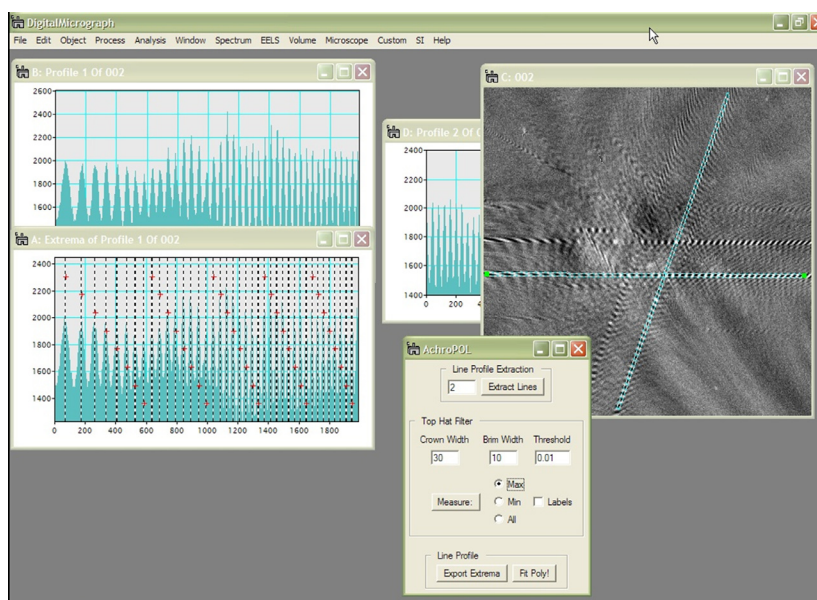 DigitalMicrograph
File Edit Object Process Analysis Window Spectrum EELS Volume Microscope Custom SI Help
B: Profile 1 Of 002
2600
2400
2200
2000
1800
1600
A: Extrema of Profile 1 Of 002
2400
2200
2000
1800
1600
1400
0 200 400 600 800 1000 1200 1400 1600 1800
D: Profile 2 Of
2400
2200
2000
1800
1600
1400
0 200
C: 002
AchroPOL
Line Profile Extraction
2 Extract Lines
Top Hat Filter
Crown Width Brim Width Threshold
30 10 0.01
Max
Measure: Min Labels
All
Line Profile
Export Extrema Fit Poly!